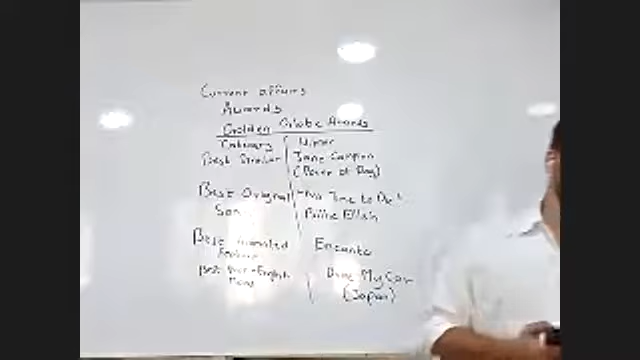 Current affairs
Awards
Golden Globe Awards
Category Winner
Best Director Jane Campion
(Power of Dog)
Best Original "No Time to Die"
Song Billie Eilish
Best Animated Encanto
Feature
Best Non-English Drive My Car
(Japan)